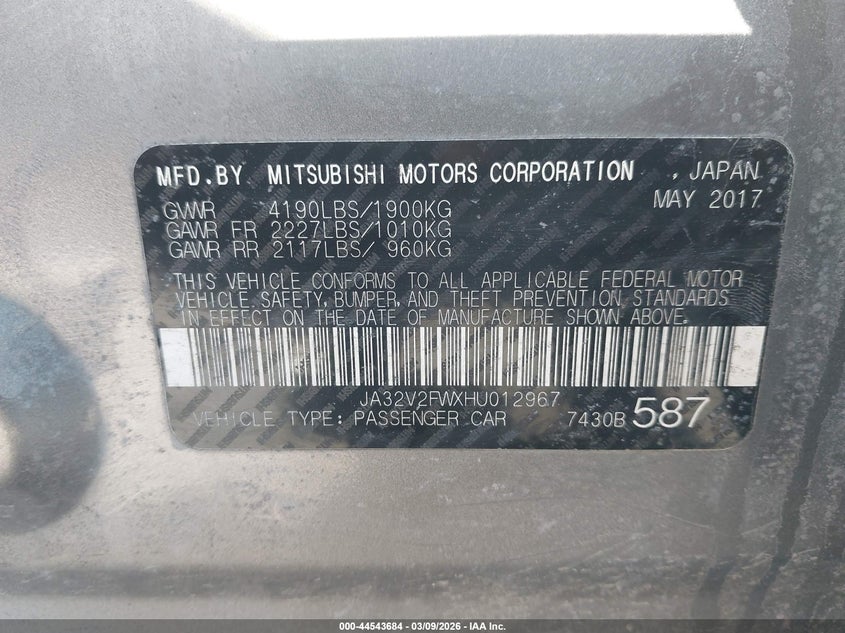 MFD.BY MITSUBISHI MOTORS CORPORATION , JAPAN
MAY 2017
GVWR 4190LBS/1900KG
GAWR FR 2227LBS/1010KG
GAWR RR 2117LBS/ 960KG
THIS VEHICLE CONFORMS TO ALL APPLICABLE FEDERAL MOTOR
VEHICLE SAFETY, BUMPER, AND THEFT PREVENTION STANDARDS
IN EFFECT ON THE DATE OF MANUFACTURE SHOWN ABOVE.
JA32V2FWXHU012967
VEHICLE TYPE: PASSENGER CAR 7430B 587
000-44543684 | 03/09/2026 - IAA Inc.